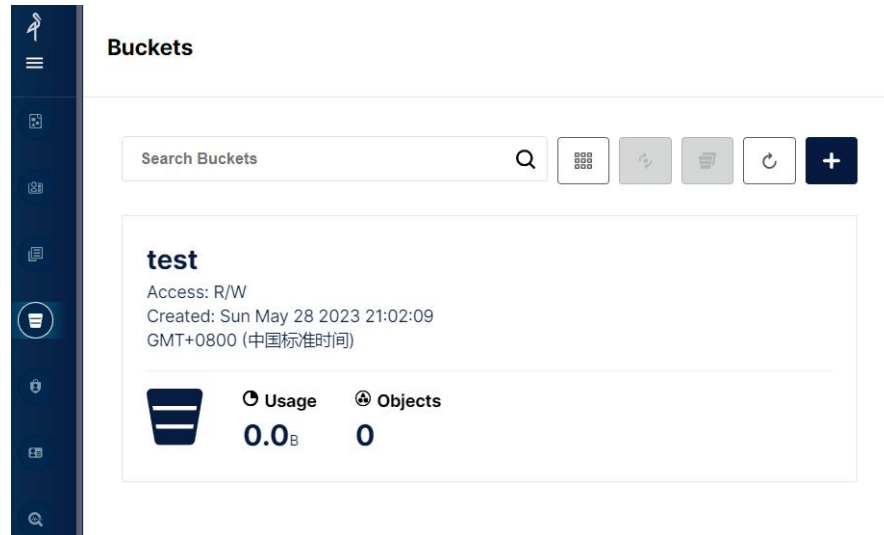 Buckets
Search Buckets
test
Access: R/W
Created: Sun May 28 2023 21:02:09
GMT+0800 (中国标准时间)
Usage
Objects
0.0B
0